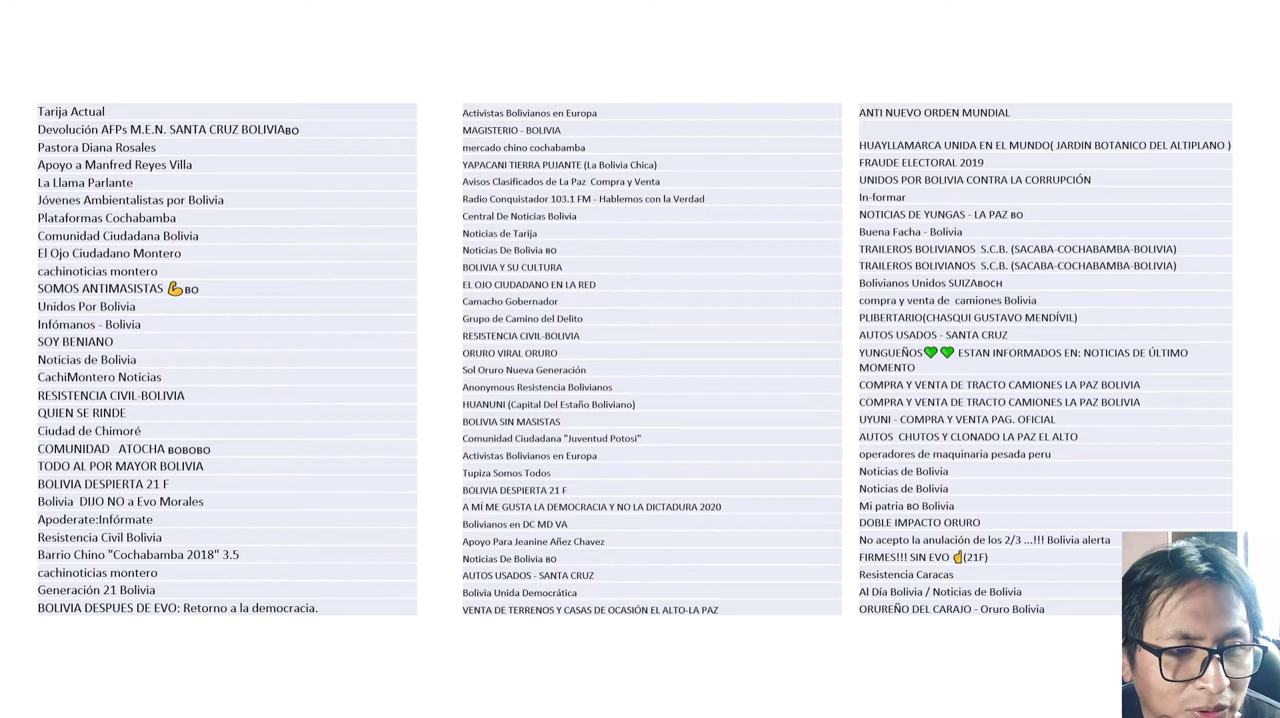 Tarija Actual
Devolución AFPs M.E.N. SANTA CRUZ BOLIVIABO
Pastora Diana Rosales
Apoyo a Manfred Reyes Villa
La Llama Parlante
Jóvenes Ambientalistas por Bolivia
Plataformas Cochabamba
Comunidad Ciudadana Bolivia
El Ojo Ciudadano Montero
cachinoticias montero
SOMOS ANTIMASISTAS 💪BO
Unidos Por Bolivia
Infómanos - Bolivia
SOY BENIANO
Noticias de Bolivia
CachiMontero Noticias
RESISTENCIA CIVIL-BOLIVIA
QUIEN SE RINDE
Ciudad de Chimoré
COMUNIDAD ATOCHA BOBOBO
TODO AL POR MAYOR BOLIVIA
BOLIVIA DESPIERTA 21 F
Bolivia DIJO NO a Evo Morales
Apoderate:Infórmate
Resistencia Civil Bolivia
Barrio Chino "Cochabamba 2018" 3.5
cachinoticias montero
Generación 21 Bolivia
BOLIVIA DESPUES DE EVO: Retorno a la democracia.
Activistas Bolivianos en Europa
MAGISTERIO - BOLIVIA
mercado chino cochabamba
YAPACANI TIERRA PUJANTE (La Bolivia Chica)
Avisos Clasificados de La Paz Compra y Venta
Radio Conquistador 103.1 FM - Hablemos con la Verdad
Central De Noticias Bolivia
Noticias de Tarija
Noticias De Bolivia BO
BOLIVIA Y SU CULTURA
EL OJO CIUDADANO EN LA RED
Camacho Gobernador
Grupo de Camino del Delito
RESISTENCIA CIVIL-BOLIVIA
ORURO VIRAL ORURO
Sol Oruro Nueva Generación
Anonymous Resistencia Bolivianos
HUANUNI (Capital Del Estaño Boliviano)
BOLIVIA SIN MASISTAS
Comunidad Ciudadana "Juventud Potosí"
Activistas Bolivianos en Europa
Tupiza Somos Todos
BOLIVIA DESPIERTA 21 F
A MÍ ME GUSTA LA DEMOCRACIA Y NO LA DICTADURA 2020
Bolivianos en DC MD VA
Apoyo Para Jeanine Añez Chavez
Noticias De Bolivia BO
AUTOS USADOS - SANTA CRUZ
Bolivia Unida Democrática
VENTA DE TERRENOS Y CASAS DE OCASIÓN EL ALTO-LA PAZ
ANTI NUEVO ORDEN MUNDIAL
HUAYLLAMARCA UNIDA EN EL MUNDO( JARDIN BOTANICO DEL ALTIPLANO )
FRAUDE ELECTORAL 2019
UNIDOS POR BOLIVIA CONTRA LA CORRUPCIÓN
In-formar
NOTICIAS DE YUNGAS - LA PAZ BO
Buena Facha - Bolivia
TRAILEROS BOLIVIANOS S.C.B. (SACABA-COCHABAMBA-BOLIVIA)
TRAILEROS BOLIVIANOS S.C.B. (SACABA-COCHABAMBA-BOLIVIA)
Bolivianos Unidos SUIZABOCH
compra y venta de camiones Bolivia
PLIBERTARIO(CHASQUI GUSTAVO MENDÍVIL)
AUTOS USADOS - SANTA CRUZ
YUNGUEÑOS💚💚 ESTAN INFORMADOS EN: NOTICIAS DE ÚLTIMO
MOMENTO
COMPRA Y VENTA DE TRACTO CAMIONES LA PAZ BOLIVIA
COMPRA Y VENTA DE TRACTO CAMIONES LA PAZ BOLIVIA
UYUNI - COMPRA Y VENTA PAG. OFICIAL
AUTOS CHUTOS Y CLONADO LA PAZ EL ALTO
operadores de maquinaria pesada peru
Noticias de Bolivia
Noticias de Bolivia
Mi patria BO Bolivia
DOBLE IMPACTO ORURO
No acepto la anulación de los 2/3 ...!!! Bolivia alerta
FIRMES!!! SIN EVO ☝(21F)
Resistencia Caracas
Al Día Bolivia / Noticias de Bolivia
ORUREÑO DEL CARAJO - Oruro Bolivia